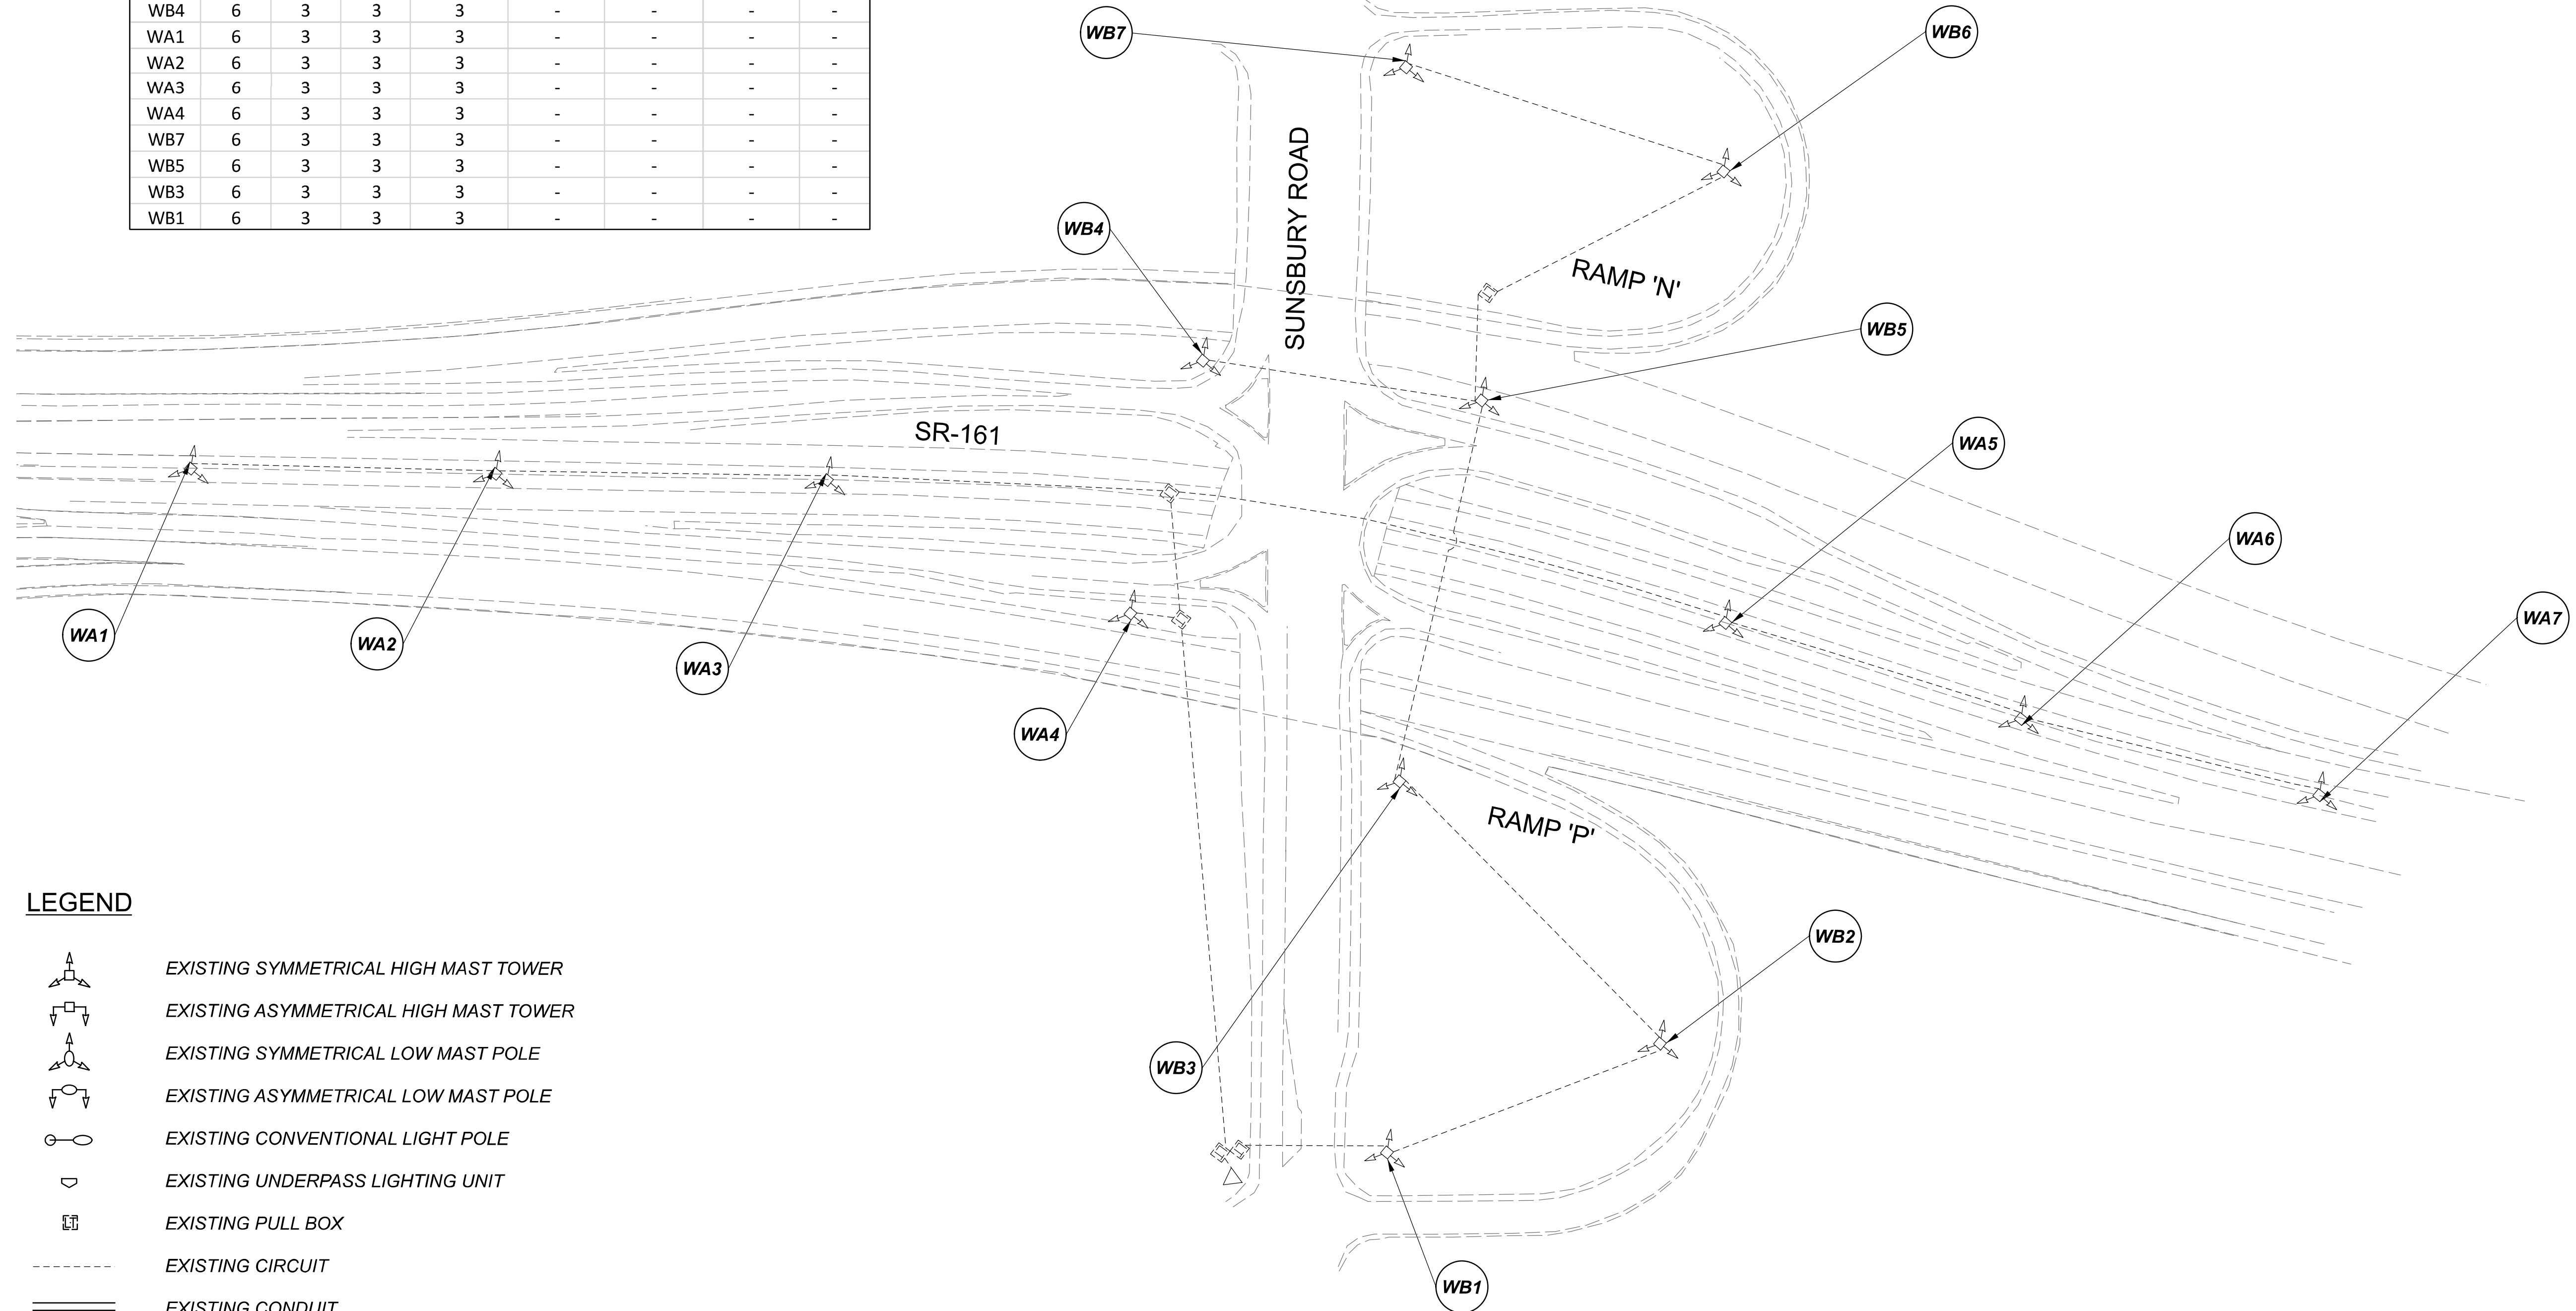 WB4 6 3 3 3 - - - -
WA1 6 3 3 3 - - - -
WA2 6 3 3 3 - - - -
WA3 6 3 3 3 - - - -
WA4 6 3 3 3 - - - -
WB7 6 3 3 3 - - - -
WB5 6 3 3 3 - - - -
WB3 6 3 3 3 - - - -
WB1 6 3 3 3 - - - -
WB7
WB6
SUNSBURY ROAD
WB4
RAMP 'N'
WB5
SR-161
WA5
WA6
WA7
WA1
WA2
WA3
WA4
RAMP 'P'
WB2
WB3
WB1
LEGEND
EXISTING SYMMETRICAL HIGH MAST TOWER
EXISTING ASYMMETRICAL HIGH MAST TOWER
EXISTING SYMMETRICAL LOW MAST POLE
EXISTING ASYMMETRICAL LOW MAST POLE
EXISTING CONVENTIONAL LIGHT POLE
EXISTING UNDERPASS LIGHTING UNIT
LT EXISTING PULL BOX
EXISTING CIRCUIT
EXISTING CONDUIT